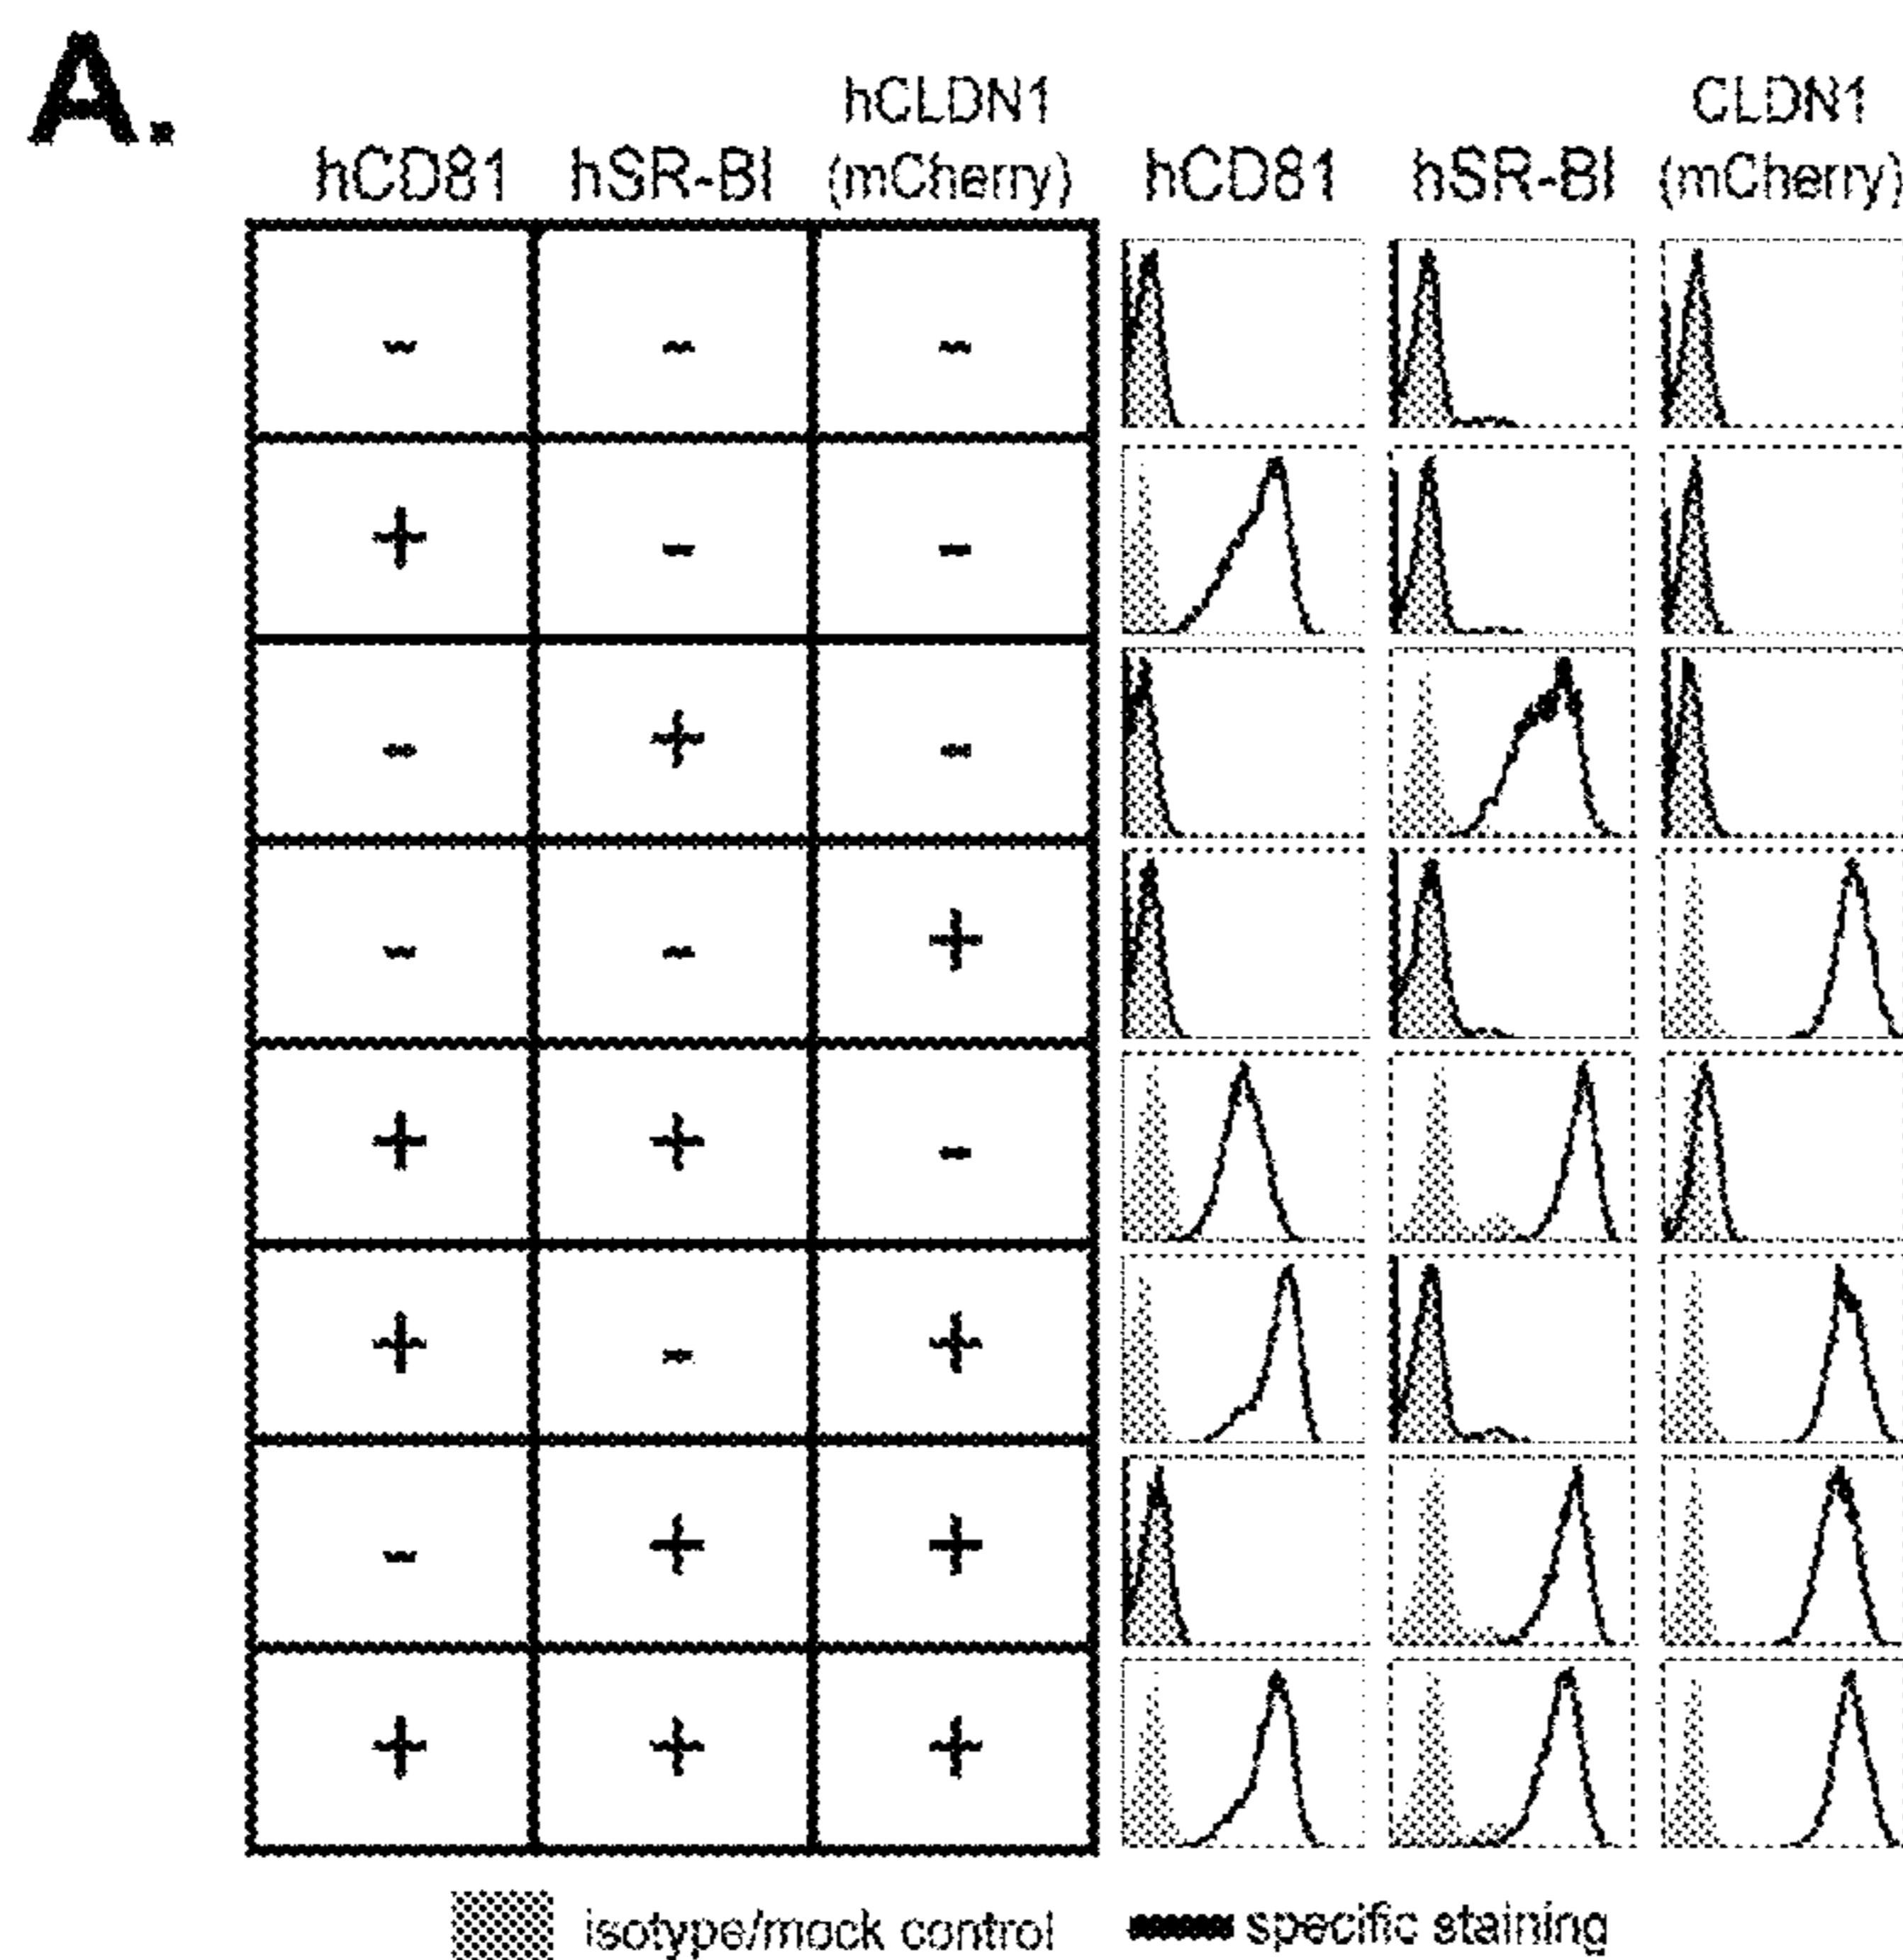 A.
hCD81 hSR-BI hCLDN1 (mCherry) hCD81 hSR-BI CLDN1 (mCherry)
- - -
+ - -
- + -
- - +
+ + -
+ - +
- + +
+ + +
isotype/mock control specific staining